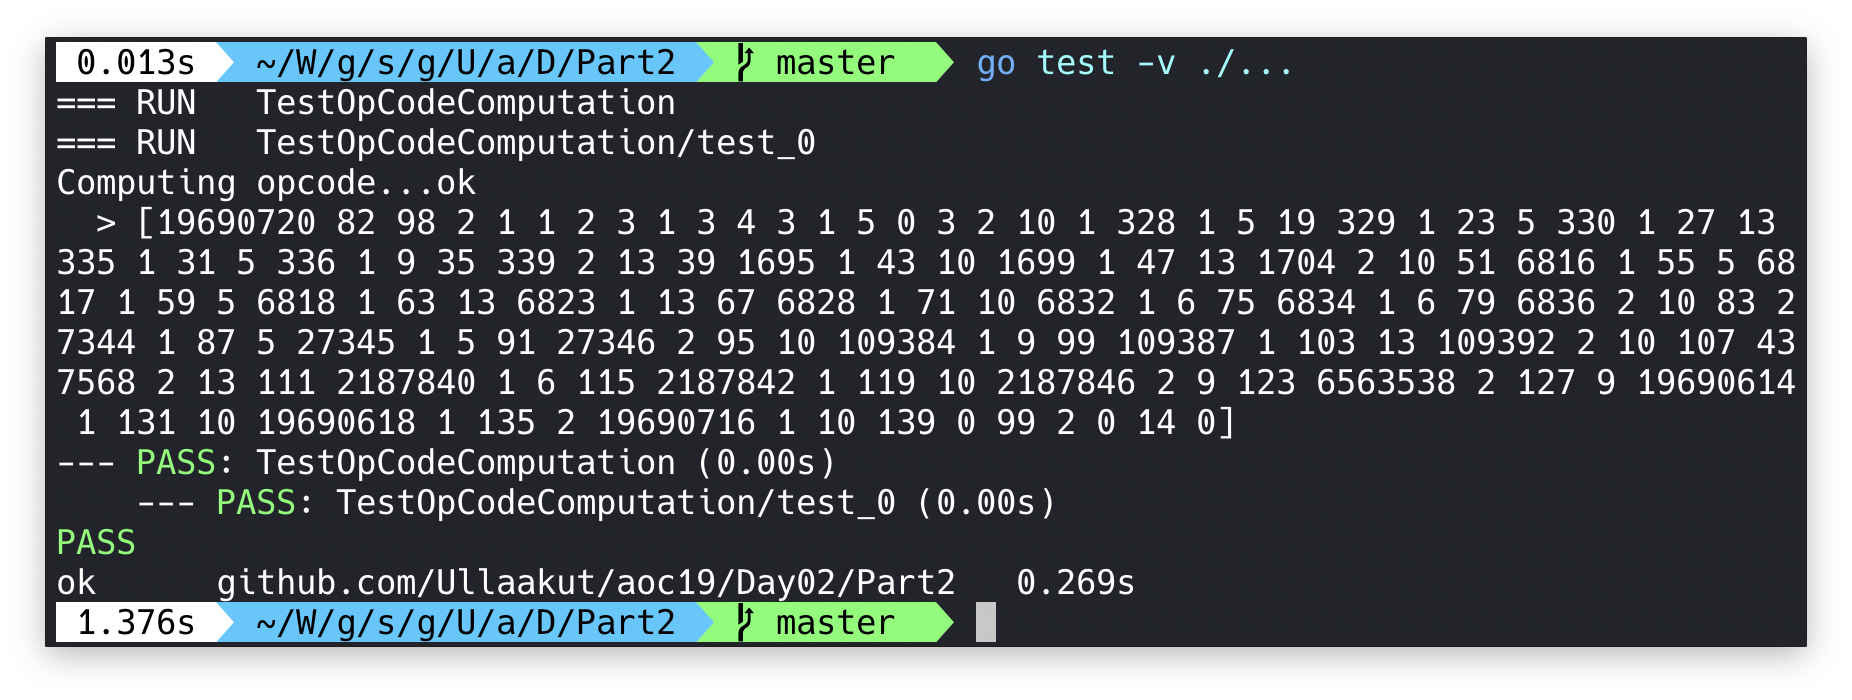 0.013s ~/W/g/s/g/U/a/D/Part2 master go test -v ./...
=== RUN   TestOpCodeComputation
=== RUN   TestOpCodeComputation/test_0
Computing opcode...ok
  > [19690720 82 98 2 1 1 2 3 1 3 4 3 1 5 0 3 2 10 1 328 1 5 19 329 1 23 5 330 1 27 13
335 1 31 5 336 1 9 35 339 2 13 39 1695 1 43 10 1699 1 47 13 1704 2 10 51 6816 1 55 5 68
17 1 59 5 6818 1 63 13 6823 1 13 67 6828 1 71 10 6832 1 6 75 6834 1 6 79 6836 2 10 83 2
7344 1 87 5 27345 1 5 91 27346 2 95 10 109384 1 9 99 109387 1 103 13 109392 2 10 107 43
7568 2 13 111 2187840 1 6 115 2187842 1 119 10 2187846 2 9 123 6563538 2 127 9 19690614
 1 131 10 19690618 1 135 2 19690716 1 10 139 0 99 2 0 14 0]
--- PASS: TestOpCodeComputation (0.00s)
    --- PASS: TestOpCodeComputation/test_0 (0.00s)
PASS
ok      github.com/Ullaakut/aoc19/Day02/Part2   0.269s
1.376s ~/W/g/s/g/U/a/D/Part2 master